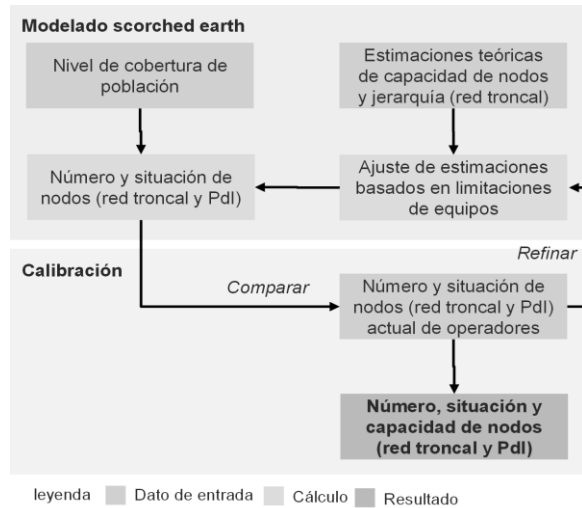 Modelado scorched earth
Nivel de cobertura de
población
Estimaciones teóricas
de capacidad de nodos
y jerarquía (red troncal)
Número y situación de
nodos (red troncal y PdI)
Ajuste de estimaciones
basados en limitaciones
de equipos
Calibración
Refinar
Comparar
Número y situación de
nodos (red troncal y PdI)
actual de operadores
Número, situación y
capacidad de nodos
(red troncal y PdI)
leyenda
Dato de entrada
Cálculo
Resultado